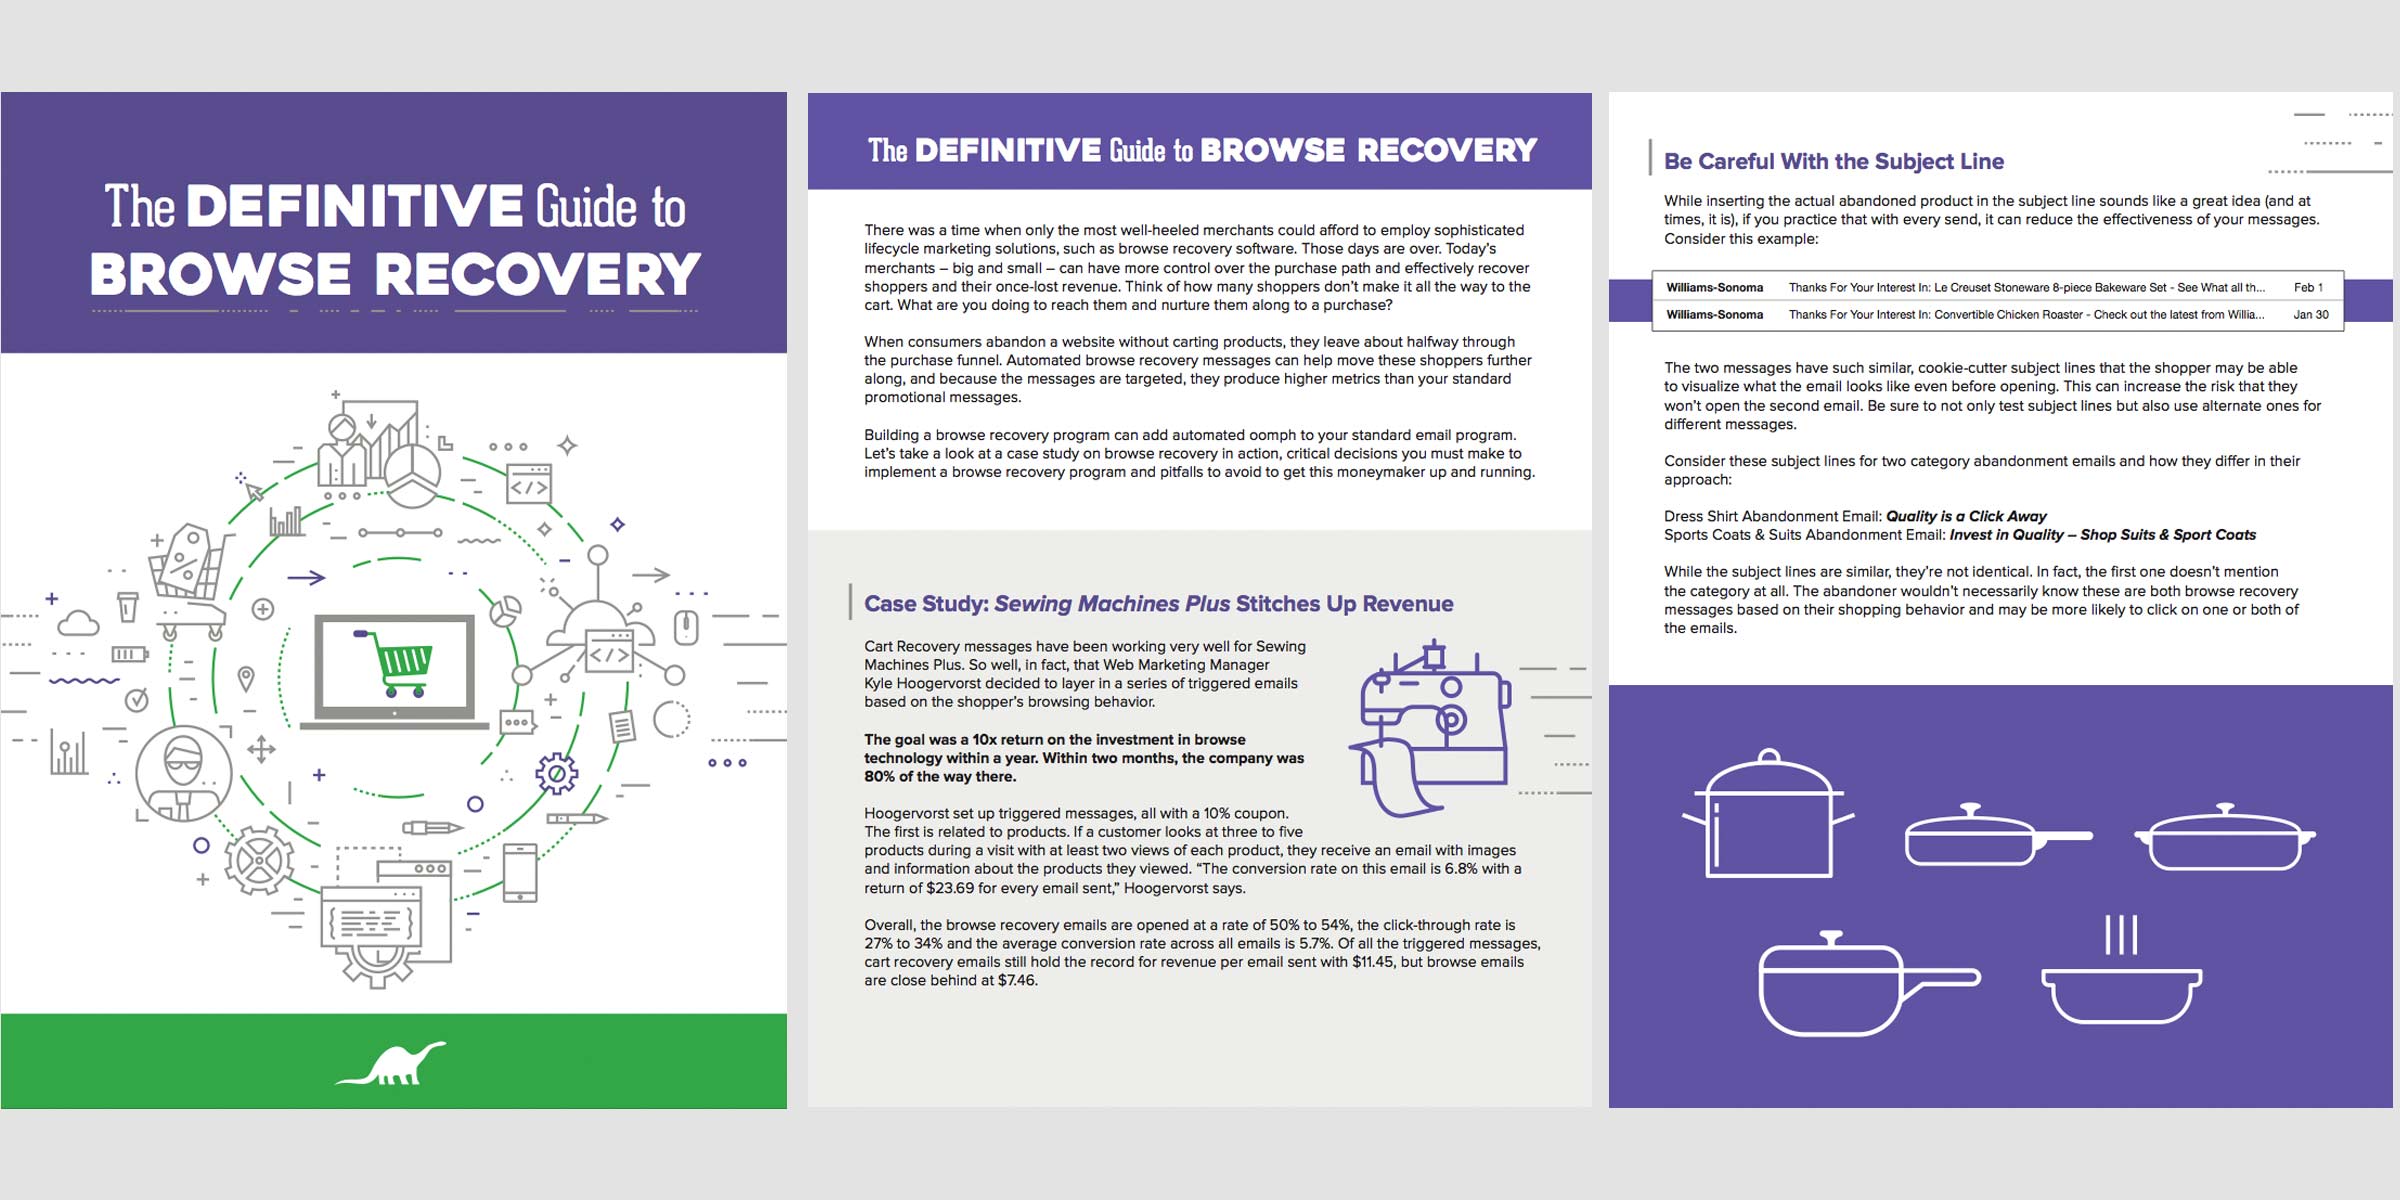 The DEFINITIVE Guide to
BROWSE RECOVERY
The DEFINITIVE Guide to BROWSE RECOVERY
There was a time when only the most well-heeled merchants could afford to employ sophisticated
lifecycle marketing solutions, such as browse recovery software. Those days are over. Today's
merchants – big and small – can have more control over the purchase path and effectively recover
shoppers and their once-lost revenue. Think of how many shoppers don't make it all the way to the
cart. What are you doing to reach them and nurture them along to a purchase?
When consumers abandon a website without carting products, they leave about halfway through
the purchase funnel. Automated browse recovery messages can help move these shoppers further
along, and because the messages are targeted, they produce higher metrics than your standard
promotional messages.
Building a browse recovery program can add automated oomph to your standard email program.
Let's take a look at a case study on browse recovery in action, critical decisions you must make to
implement a browse recovery program and pitfalls to avoid to get this moneymaker up and running.
Case Study: Sewing Machines Plus Stitches Up Revenue
Cart Recovery messages have been working very well for Sewing
Machines Plus. So well, in fact, that Web Marketing Manager
Kyle Hoogervorst decided to layer in a series of triggered emails
based on the shopper's browsing behavior.
The goal was a 10x return on the investment in browse
technology within a year. Within two months, the company was
80% of the way there.
Hoogervorst set up triggered messages, all with a 10% coupon.
The first is related to products. If a customer looks at three to five
products during a visit with at least two views of each product, they receive an email with images
and information about the products they viewed. “The conversion rate on this email is 6.8% with a
return of $23.69 for every email sent,” Hoogervorst says.
Overall, the browse recovery emails are opened at a rate of 50% to 54%, the click-through rate is
27% to 34% and the average conversion rate across all emails is 5.7%. Of all the triggered messages,
cart recovery emails still hold the record for revenue per email sent with $11.45, but browse emails
are close behind at $7.46.
Be Careful With the Subject Line
While inserting the actual abandoned product in the subject line sounds like a great idea (and at
times, it is), if you practice that with every send, it can reduce the effectiveness of your messages.
Consider this example:
Williams-Sonoma Thanks For Your Interest In: Le Creuset Stoneware 8-piece Bakeware Set - See What all th... Feb 1
Williams-Sonoma Thanks For Your Interest In: Convertible Chicken Roaster - Check out the latest from Willia... Jan 30
The two messages have such similar, cookie-cutter subject lines that the shopper may be able
to visualize what the email looks like even before opening. This can increase the risk that they
won't open the second email. Be sure to not only test subject lines but also use alternate ones for
different messages.
Consider these subject lines for two category abandonment emails and how they differ in their
approach:
Dress Shirt Abandonment Email: Quality is a Click Away
Sports Coats & Suits Abandonment Email: Invest in Quality – Shop Suits & Sport Coats
While the subject lines are similar, they're not identical. In fact, the first one doesn't mention
the category at all. The abandoner wouldn't necessarily know these are both browse recovery
messages based on their shopping behavior and may be more likely to click on one or both of
the emails.